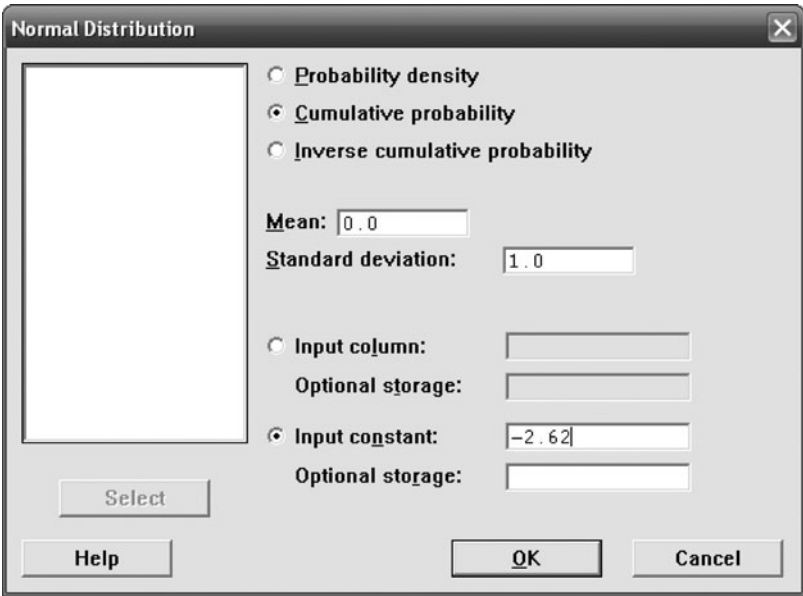 Normal Distribution
Probability density
Cumulative probability
Inverse cumulative probability
Mean: 0.0
Standard deviation: 1.0
Input column:
Optional storage:
Input constant: -2.62
Optional storage:
Select
Help OK Cancel